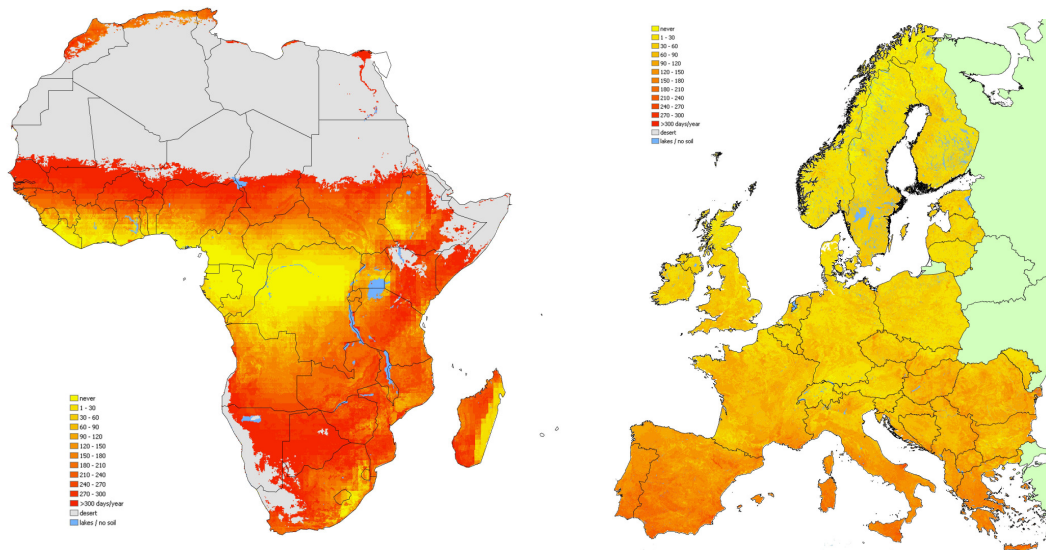 never
1 - 30
30 - 60
60 - 90
90 - 120
120 - 150
150 - 180
180 - 210
210 - 240
240 - 270
270 - 300
>300 days/year
desert
lakes / no soil
never
1 - 30
30 - 60
60 - 90
90 - 120
120 - 150
150 - 180
180 - 210
210 - 240
240 - 270
270 - 300
>300 days/year
desert
lakes / no soil